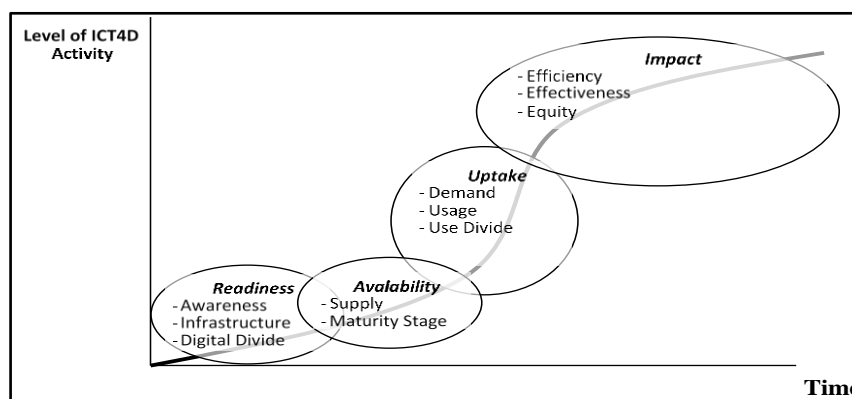 Level of ICT4D
Activity
Impact
- Efficiency
- Effectiveness
- Equity
Uptake
- Demand
- Usage
- Use Divide
Readiness
- Awareness
- Infrastructure
- Digital Divide
Avalability
- Supply
- Maturity Stage
Time